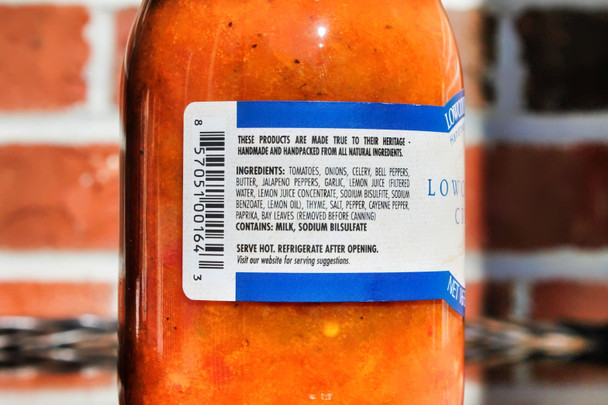 THESE PRODUCTS ARE MADE TRUE TO THEIR HERITAGE -
HANDMADE AND HANDPACKED FROM ALL NATURAL INGREDIENTS.
INGREDIENTS: TOMATOES, ONIONS, CELERY, BELL PEPPERS,
BUTTER, JALAPENO PEPPERS, GARLIC, LEMON JUICE (FILTERED
WATER, LEMON JUICE CONCENTRATE, SODIUM BISULFITE, SODIUM
BENZOATE, LEMON OIL), THYME, SALT, PEPPER, CAYENNE PEPPER,
PAPRIKA, BAY LEAVES (REMOVED BEFORE CANNING)
CONTAINS: MILK, SODIUM BILSULFATE
SERVE HOT. REFRIGERATE AFTER OPENING.
Visit our website for serving suggestions.
8 57051 00164 3
LOWC
LOWC
C
NET